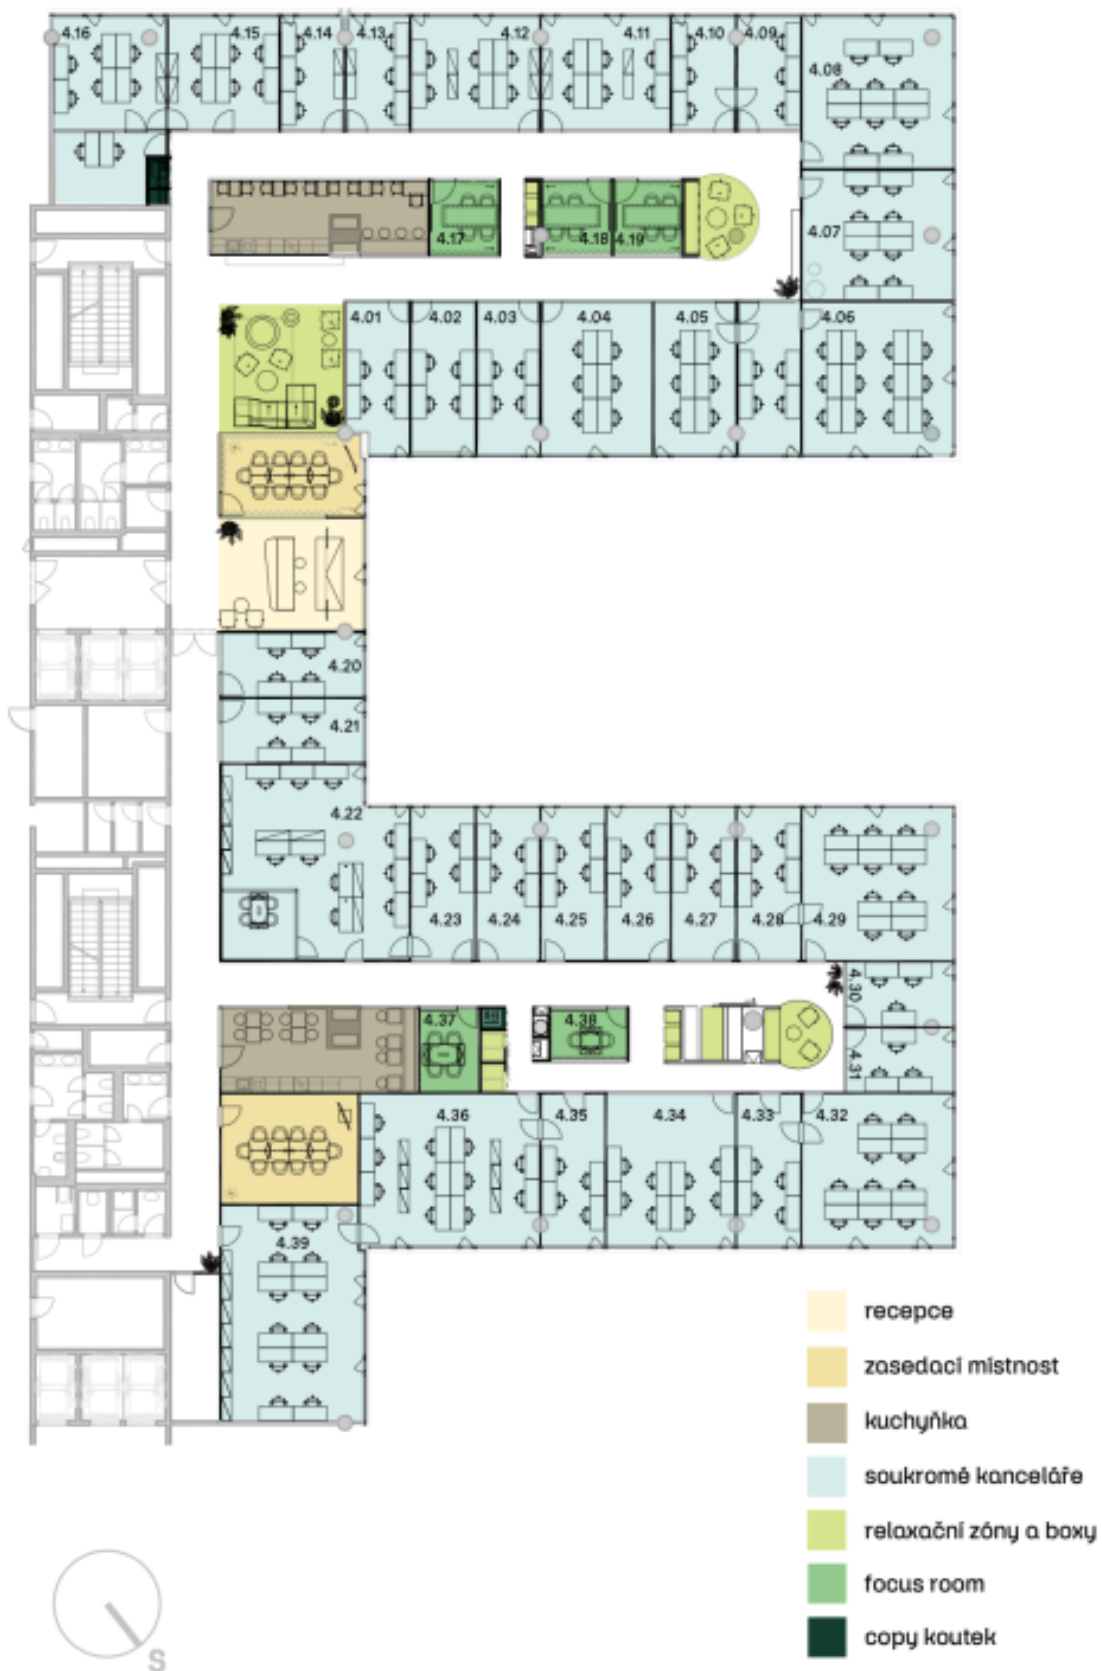 4.16 4.15 4.14 4.13 4.12 4.11 4.10 4.09
4.08
4.17 4.18 4.19
4.07
4.01 4.02 4.03 4.04 4.05 4.06
4.20
4.21
4.22
4.23 4.24 4.25 4.26 4.27 4.28 4.29
4.30
4.37 4.38
4.31
4.36 4.35 4.34 4.33 4.32
4.39
recepce
zasedací místnost
kuchyňka
soukromé kanceláře
relaxační zóny a boxy
focus room
copy koutek
S